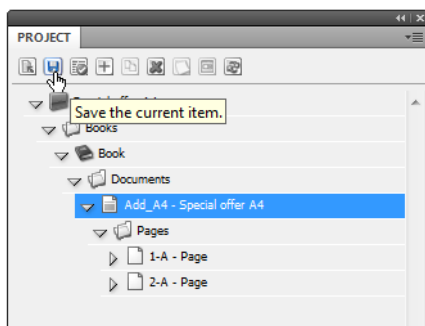 PROJECT
Save the current item.
Books
Book
Documents
Add_A4 - Special offer A4
Pages
1-A - Page
2-A - Page